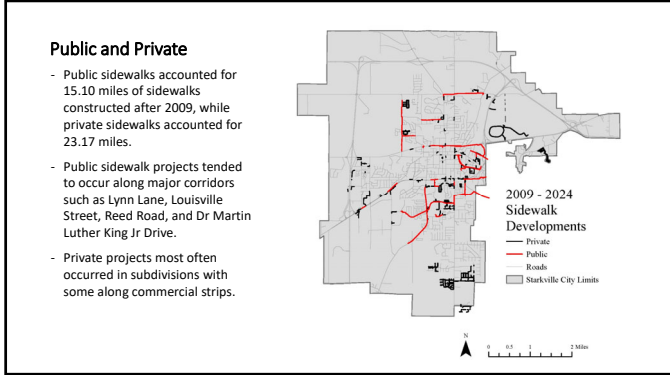 Public and Private
- Public sidewalks accounted for
15.10 miles of sidewalks
constructed after 2009, while
private sidewalks accounted for
23.17 miles.
- Public sidewalk projects tended
to occur along major corridors
such as Lynn Lane, Louisville
Street, Reed Road, and Dr Martin
Luther King Jr Drive.
- Private projects most often
occurred in subdivisions with
some along commercial strips.
2009 - 2024
Sidewalk
Developments
Private
Public
Roads
Starkville City Limits
N
0 0.5 1 2 Miles